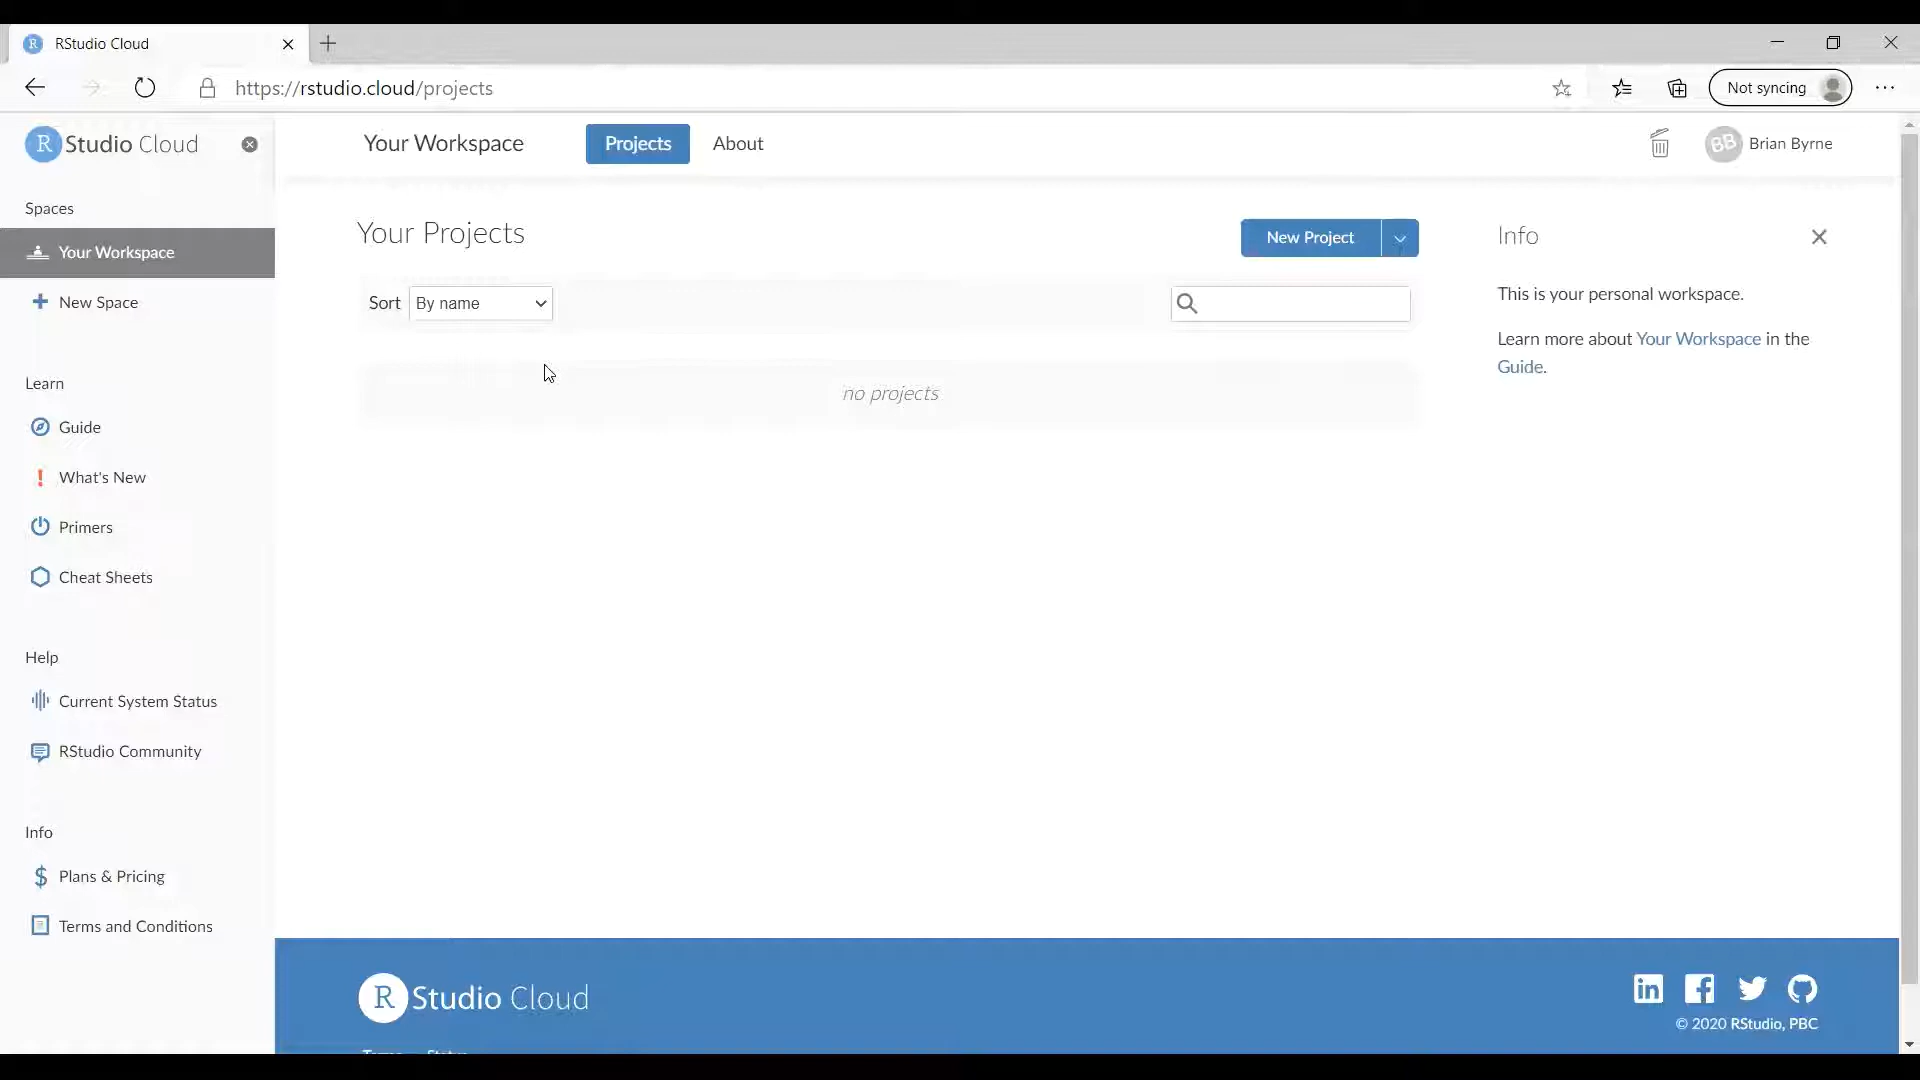 RStudio Cloud
https://rstudio.cloud/projects
Not syncing
R Studio Cloud
Your Workspace
Projects
About
BB
Brian Byrne
Spaces
Your Workspace
New Space
Learn
Guide
What's New
Primers
Cheat Sheets
Help
Current System Status
RStudio Community
Info
Plans & Pricing
Terms and Conditions
Your Projects
New Project
Sort
By name
no projects
Info
This is your personal workspace.
Learn more about Your Workspace in the
Guide.
R Studio Cloud
© 2020 RStudio, PBC